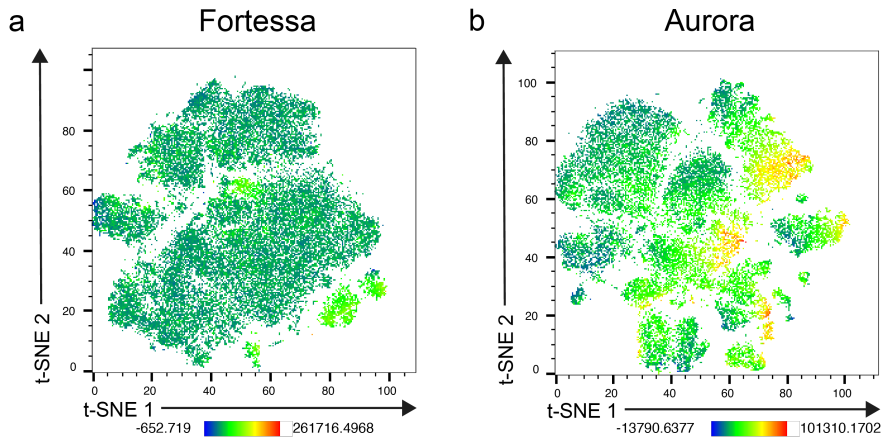 a Fortessa
b Aurora
t-SNE 2
80
60
40
20
0
0 20 40 60 80 100
t-SNE 1
-652.719 261716.4968
t-SNE 2
100
80
60
40
20
0
0 20 40 60 80 100
t-SNE 1
-13790.6377 101310.1702